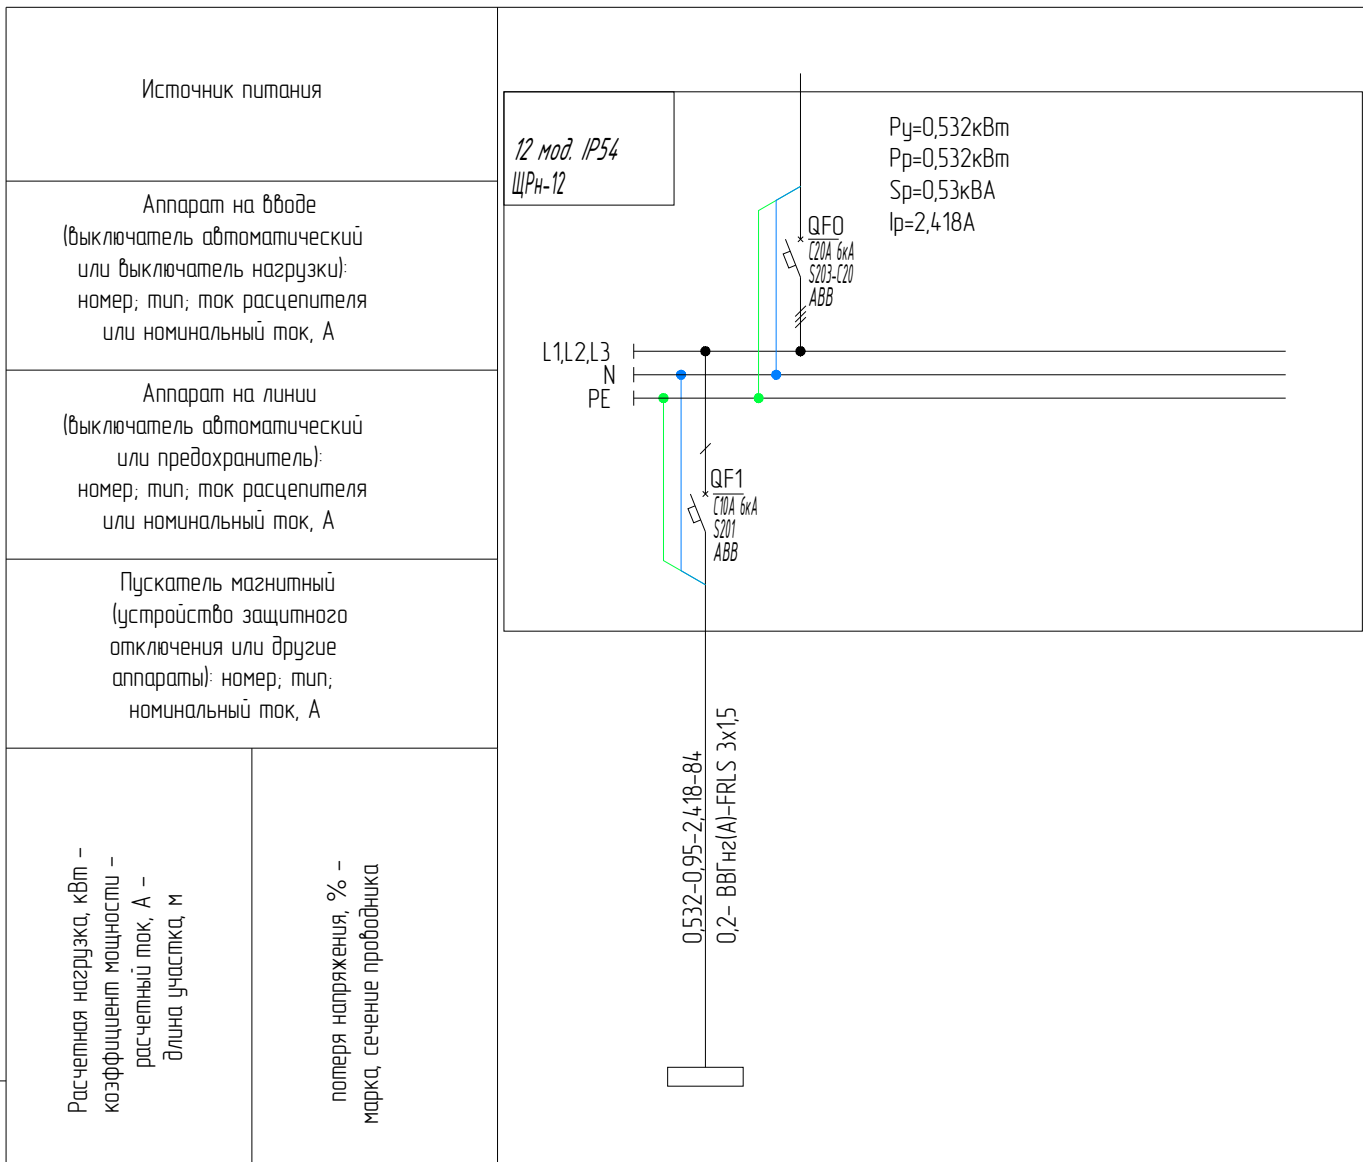 Источник питания
Аппарат на вводе
(выключатель автоматический
или выключатель нагрузки):
номер; тип; ток расцепителя
или номинальный ток, А
Аппарат на линии
(выключатель автоматический
или предохранитель):
номер; тип; ток расцепителя
или номинальный ток, А
Пускатель магнитный
(устройство защитного
отключения или другие
аппараты): номер; тип;
номинальный ток, А
Расчетная нагрузка, кВт –
коэффициент мощности –
расчетный ток, А –
длина участка, м
потеря напряжения, % –
марка, сечение проводника
12 мод. IP54
ЩРн-12
Ру=0,532кВт
Рр=0,532кВт
Sp=0,53кВА
Iр=2,418А
QF0
C20A 6кА
S203-C20
ABB
L1,L2,L3
N
PE
QF1
C10A 6кА
S201
ABB
0,532-0,95-2,418-84
0,2- ВВГнг(А)-FRLS 3х1,5